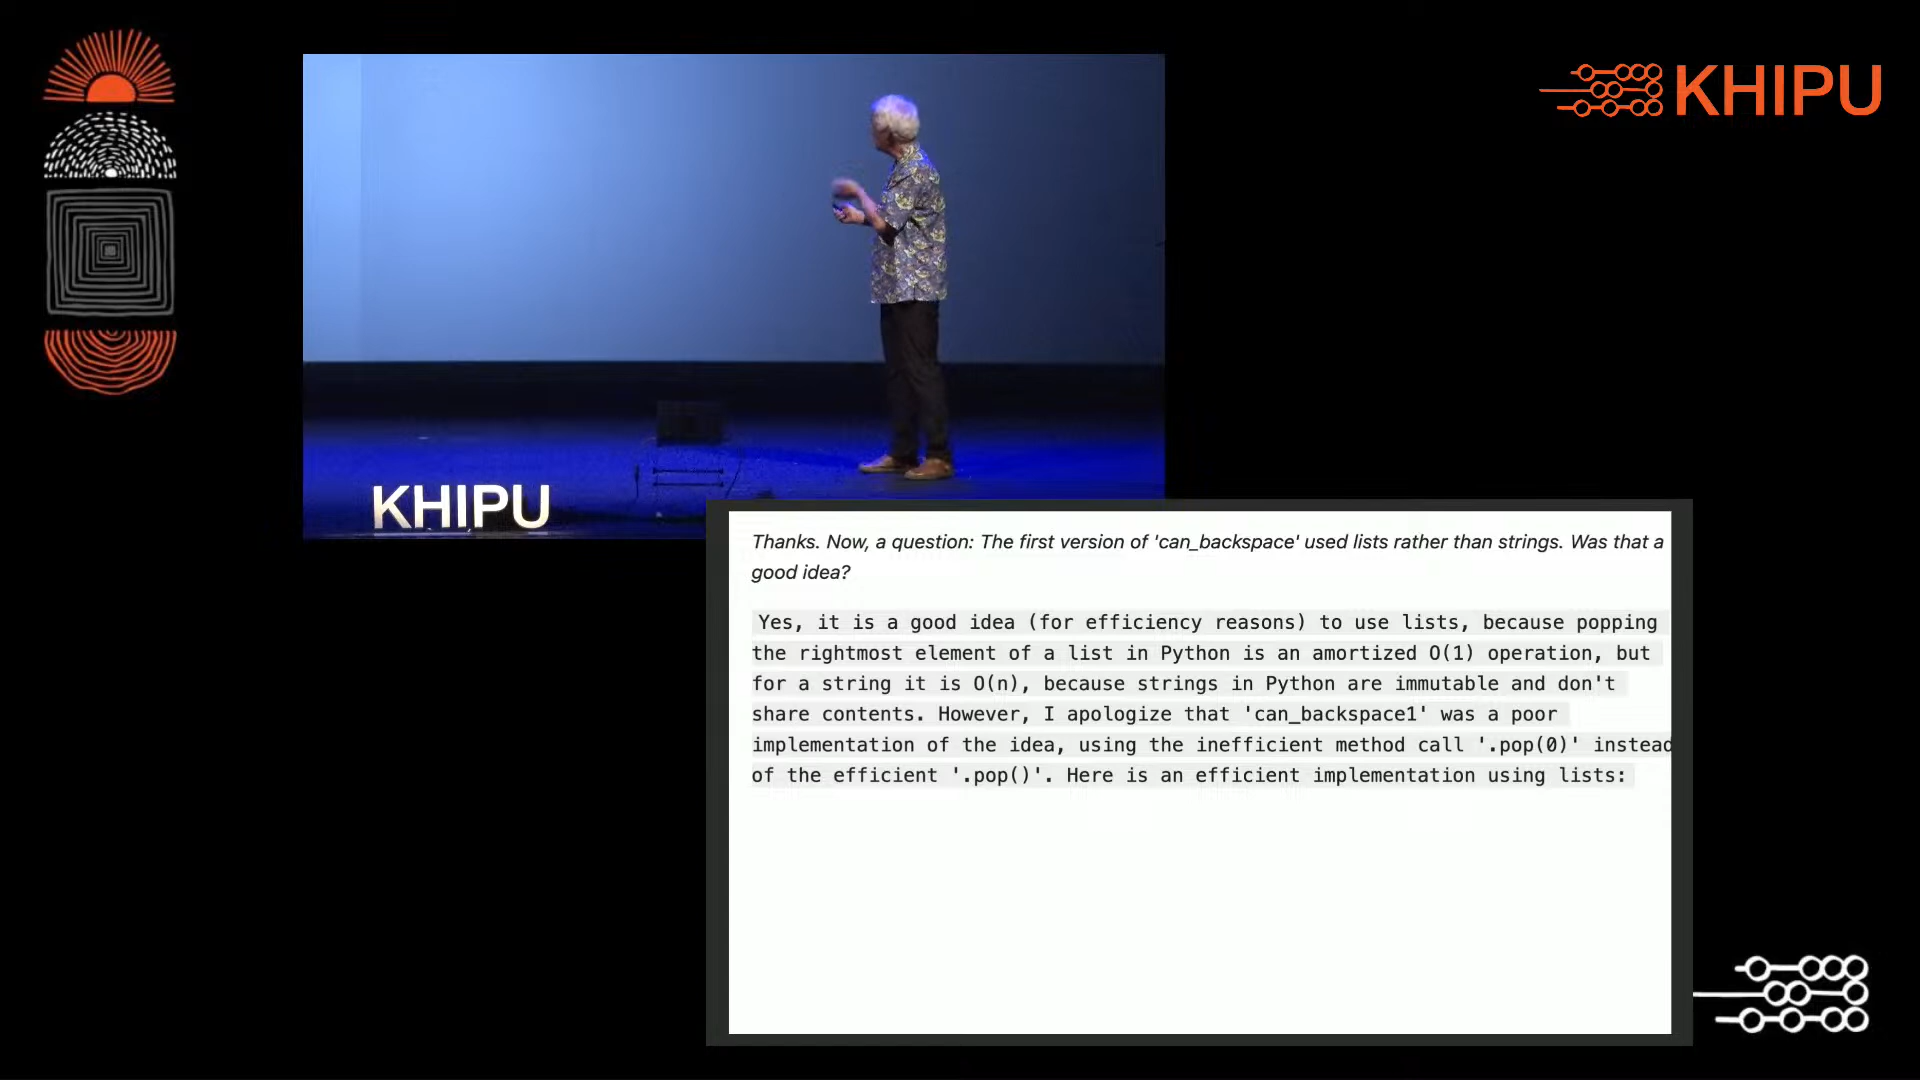 KHIPU
KHIPU
Thanks. Now, a question: The first version of 'can_backspace' used lists rather than strings. Was that a
good idea?
Yes, it is a good idea (for efficiency reasons) to use lists, because popping
the rightmost element of a list in Python is an amortized O(1) operation, but
for a string it is O(n), because strings in Python are immutable and don't
share contents. However, I apologize that 'can_backspace1' was a poor
implementation of the idea, using the inefficient method call '.pop(0)' instead
of the efficient '.pop()'. Here is an efficient implementation using lists: